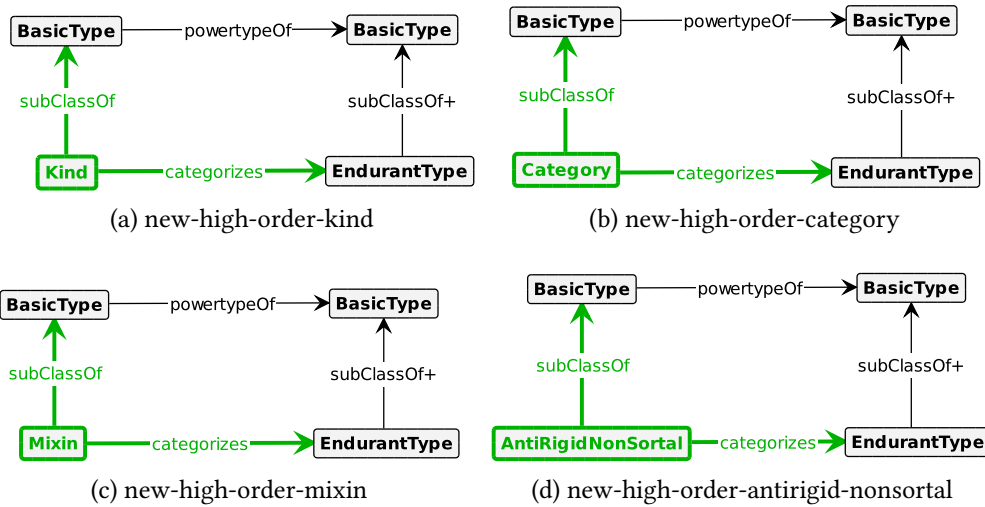 BasicType powertypeOf BasicType
subClassOf subClassOf+
Kind categorizes EndurantType
(a) new-high-order-kind
BasicType powertypeOf BasicType
subClassOf subClassOf+
Category categorizes EndurantType
(b) new-high-order-category
BasicType powertypeOf BasicType
subClassOf subClassOf+
Mixin categorizes EndurantType
(c) new-high-order-mixin
BasicType powertypeOf BasicType
subClassOf subClassOf+
AntiRigidNonSortal categorizes EndurantType
(d) new-high-order-antirigid-nonsortal